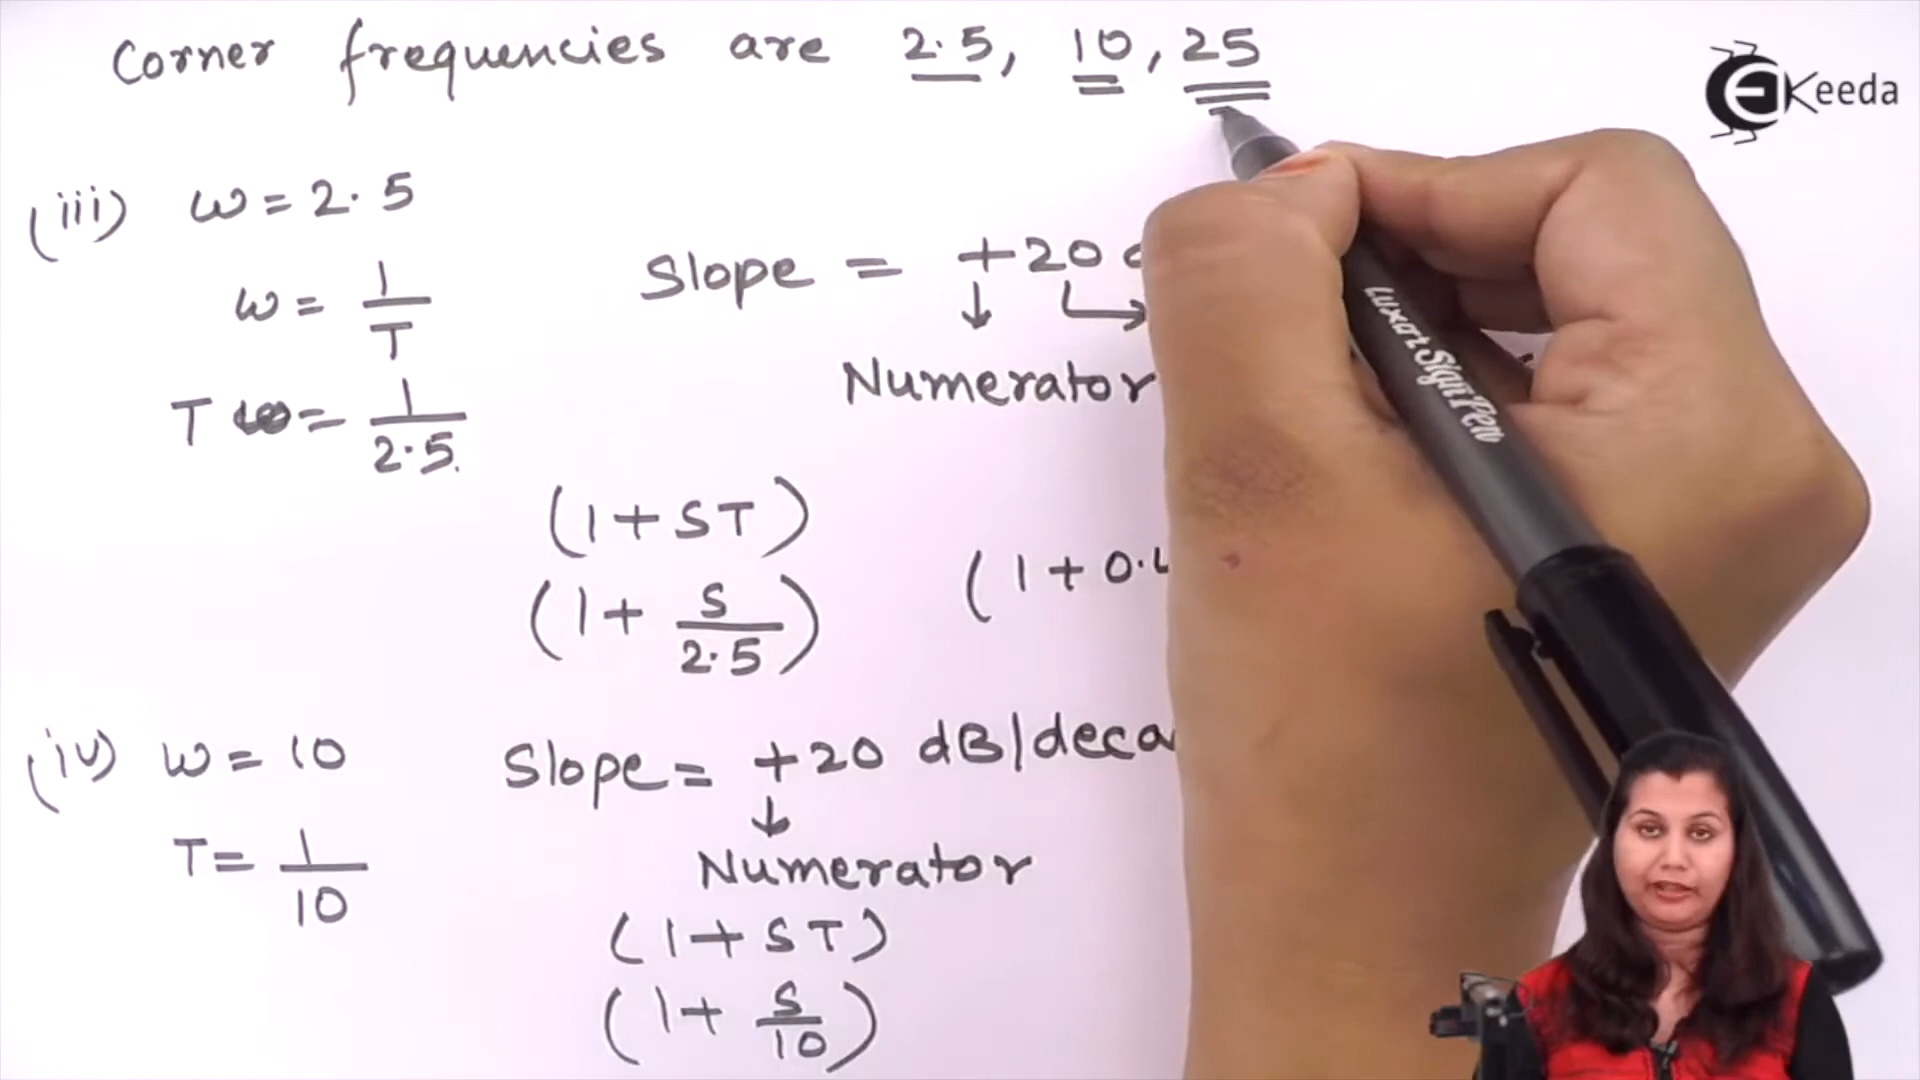 Corner frequencies are 2.5, 10, 25
EKeeda
(iii) ω = 2.5
Slope = +20
ω = 1/T
Numerator
T = 1/2.5
(1 + ST)
(1 + S/2.5)
(1 + 0.
(iv) ω = 10
Slope = +20 dB/deca
T = 1/10
Numerator
(1 + ST)
(1 + S/10)
Luxor Sign Pen